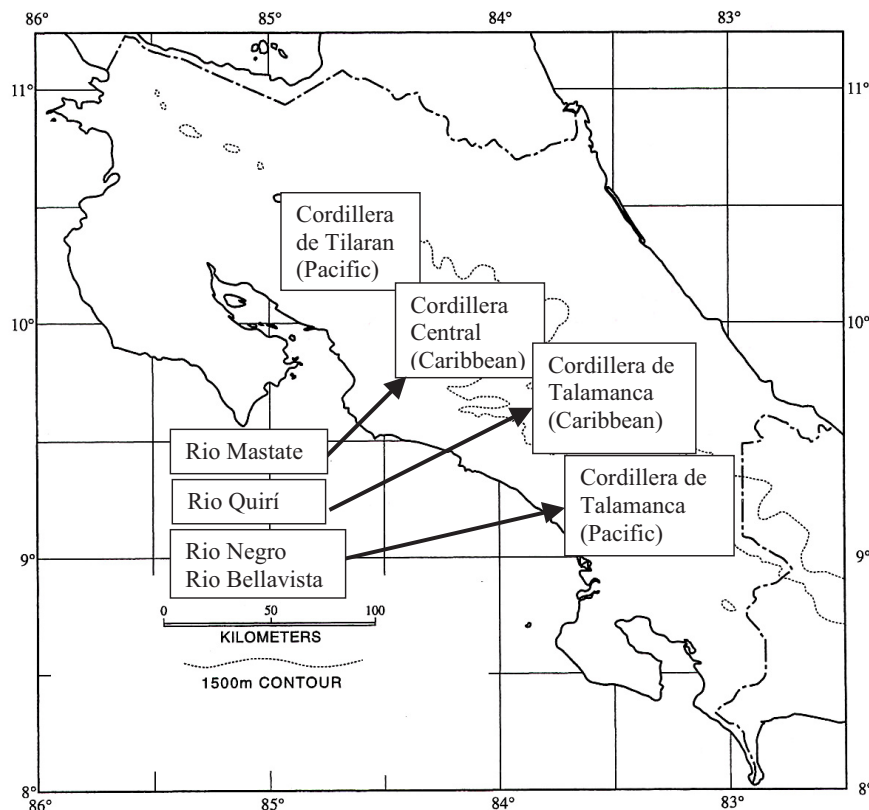 86°
85°
84°
83°
11°
11°
Cordillera
de Tilaran
(Pacific)
Cordillera
Central
(Caribbean)
10°
10°
Cordillera de
Talamanca
(Caribbean)
Rio Mastate
Cordillera de
Talamanca
(Pacific)
Rio Quirí
Rio Negro
Rio Bellavista
9°
9°
0 50 100
KILOMETERS
1500m CONTOUR
8°
8°
86°
85°
84°
83°